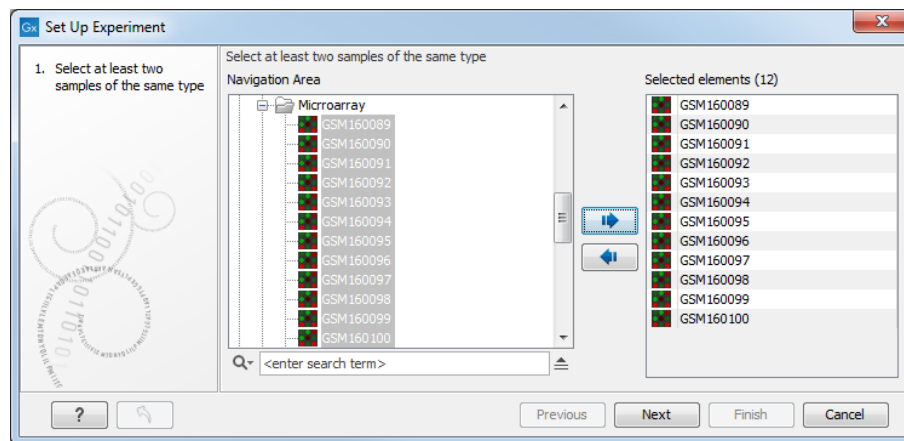 Gx Set Up Experiment
1. Select at least two
samples of the same type
Select at least two samples of the same type
Navigation Area
Micrroarray
GSM160089
GSM160090
GSM160091
GSM160092
GSM160093
GSM160094
GSM160095
GSM160096
GSM160097
GSM160098
GSM160099
GSM160100
<enter search term>
Selected elements (12)
GSM160089
GSM160090
GSM160091
GSM160092
GSM160093
GSM160094
GSM160095
GSM160096
GSM160097
GSM160098
GSM160099
GSM160100
?
Previous
Next
Finish
Cancel